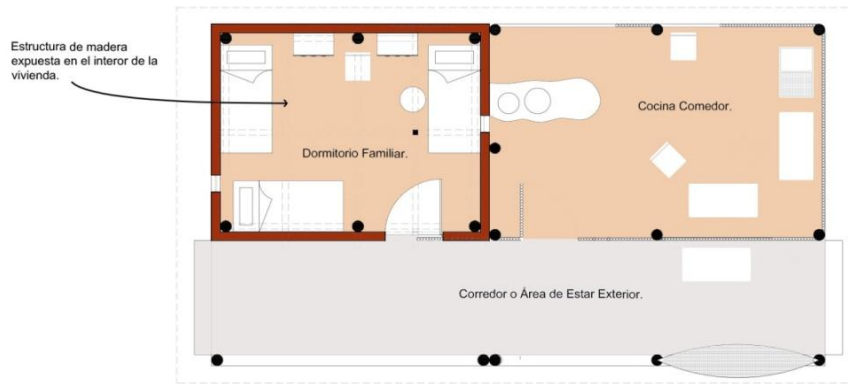 Estructura de madera
expuesta en el interor de la
vivienda.
Cocina Comedor.
Dormitorio Familiar.
Corredor o Área de Estar Exterior.